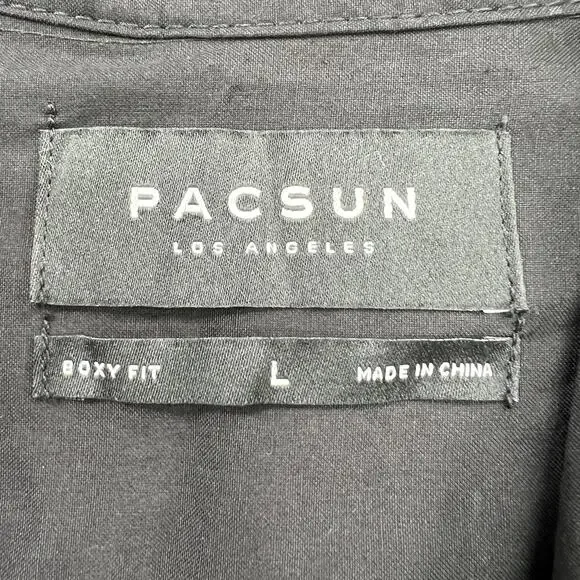 PACSUN
LOS ANGELES
BOXY FIT L MADE IN CHINA